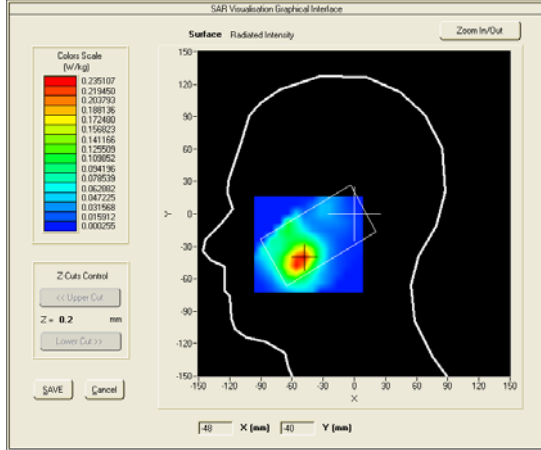 SAR Visualisation Graphical Interface
Surface Radiated Intensity
Zoom In/Out
Colors Scale
(W/kg)
0.235107
0.219450
0.203793
0.188136
0.172480
0.156823
0.141166
0.125509
0.109852
0.094196
0.078539
0.062882
0.047225
0.031568
0.015912
0.000255
150
120
90
60
30
Y
0
-30
-60
-90
-120
-150
-150 -120 -90 -60 -30 0 30 60 90 120 150
X
Z Cuts Control
<< Upper Cut
Z = 0.2 mm
Lower Cut >>
SAVE Cancel
-48 X (mm) -40 Y (mm)